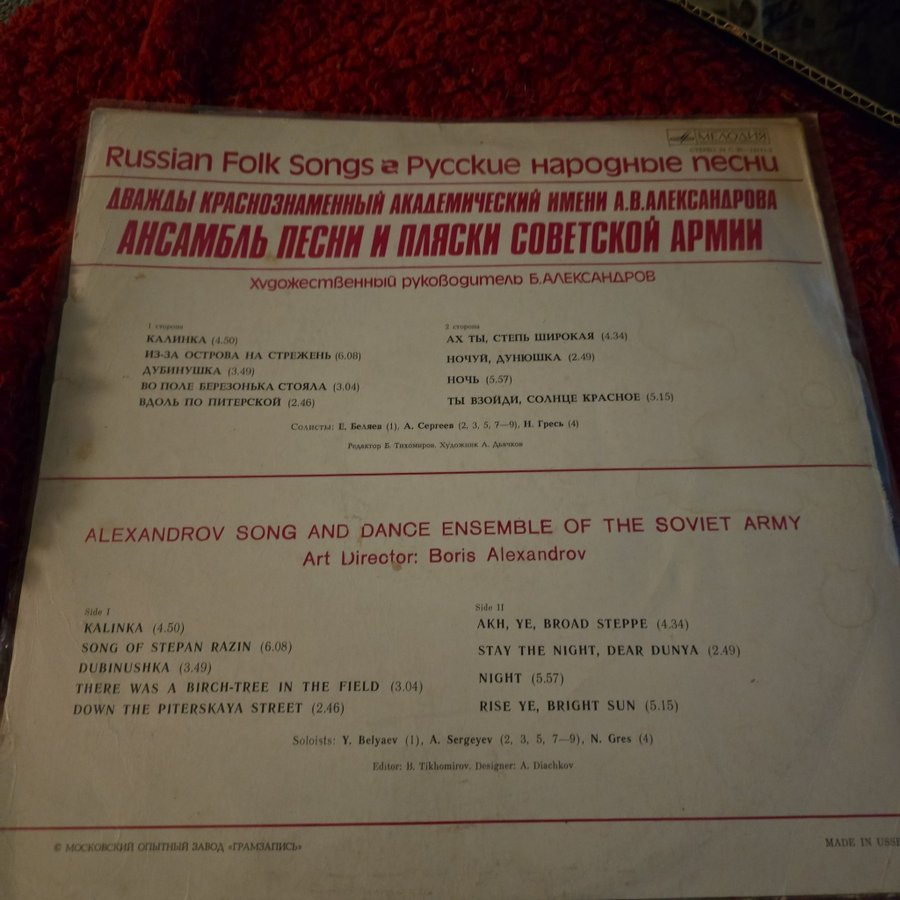 МЕЛОДИЯ
СТЕРЕО
Russian Folk Songs Русские народные песни
ДВАЖДЫ КРАСНОЗНАМЕННЫЙ АКАДЕМИЧЕСКИЙ ИМЕНИ А.В.АЛЕКСАНДРОВА
АНСАМБЛЬ ПЕСНИ И ПЛЯСКИ СОВЕТСКОЙ АРМИИ
Художественный руководитель Б.АЛЕКСАНДРОВ
1 сторона
КАЛИНКА (4.50)
ИЗ-ЗА ОСТРОВА НА СТРЕЖЕНЬ (6.08)
ДУБИНУШКА (3.49)
ВО ПОЛЕ БЕРЕЗОНЬКА СТОЯЛА (3.04)
ВДОЛЬ ПО ПИТЕРСКОЙ (2.46)
2 сторона
АХ ТЫ, СТЕПЬ ШИРОКАЯ (4.34)
НОЧУЙ, ДУНЮШКА (2.49)
НОЧЬ (5.57)
ТЫ ВЗОЙДИ, СОЛНЦЕ КРАСНОЕ (5.15)
Солисты: Е. Беляев (1), А. Сергеев (2, 3, 5, 7—9), Н. Гресь (4)
Редактор Б. Тихомиров. Художник А. Дьячков
ALEXANDROV SONG AND DANCE ENSEMBLE OF THE SOVIET ARMY
Art Director: Boris Alexandrov
Side I
KALINKA (4.50)
SONG OF STEPAN RAZIN (6.08)
DUBINUSHKA (3.49)
THERE WAS A BIRCH-TREE IN THE FIELD (3.04)
DOWN THE PITERSKAYA STREET (2.46)
Side II
AKH, YE, BROAD STEPPE (4.34)
STAY THE NIGHT, DEAR DUNYA (2.49)
NIGHT (5.57)
RISE YE, BRIGHT SUN (5.15)
Soloists: Y. Belyaev (1), A. Sergeyev (2, 3, 5, 7—9), N. Gres (4)
Editor: B. Tikhomirov. Designer: A. Diachkov
© МОСКОВСКИЙ ОПЫТНЫЙ ЗАВОД «ГРАМЗАПИСЬ»
MADE IN USSR